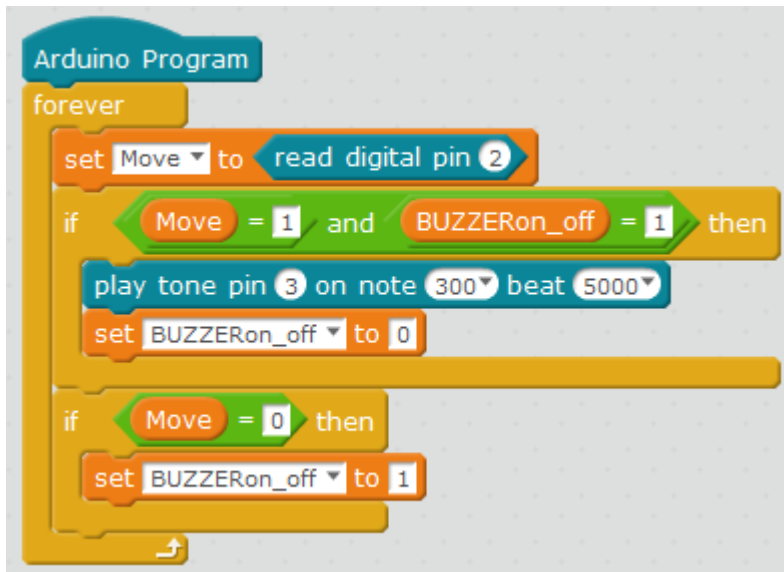 Arduino Program
forever
set Move to read digital pin 2
if Move = 1 and BUZZERon_off = 1 then
play tone pin 3 on note 300 beat 5000
set BUZZERon_off to 0
if Move = 0 then
set BUZZERon_off to 1